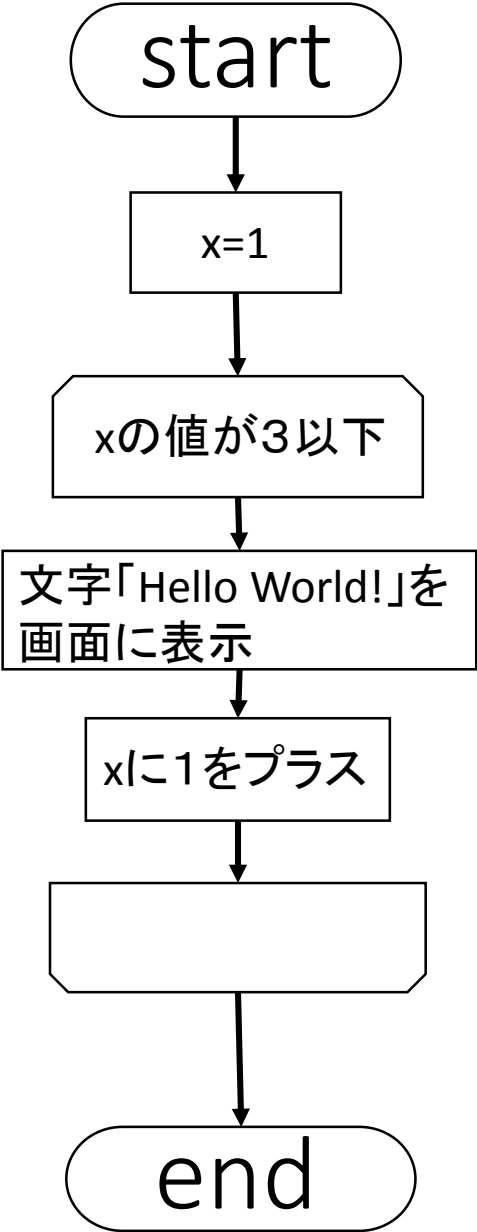 start
x=1
xの値が３以下
文字「Hello World!」を
画面に表示
xに１をプラス
end